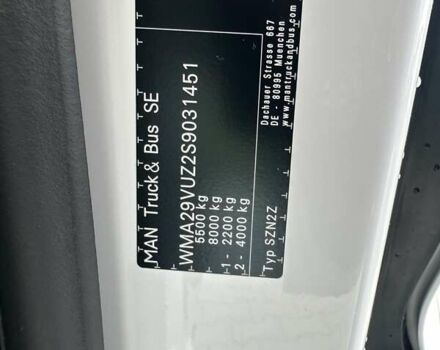 MAN Truck & Bus SE
WMA29VUZ2S9031451
5500 kg
8000 kg
1 - 2200 kg
2 - 4000 kg
Typ SZN2Z
Dachauer Strasse 667
DE - 80995 Muenchen
www.mantruckandbus.com